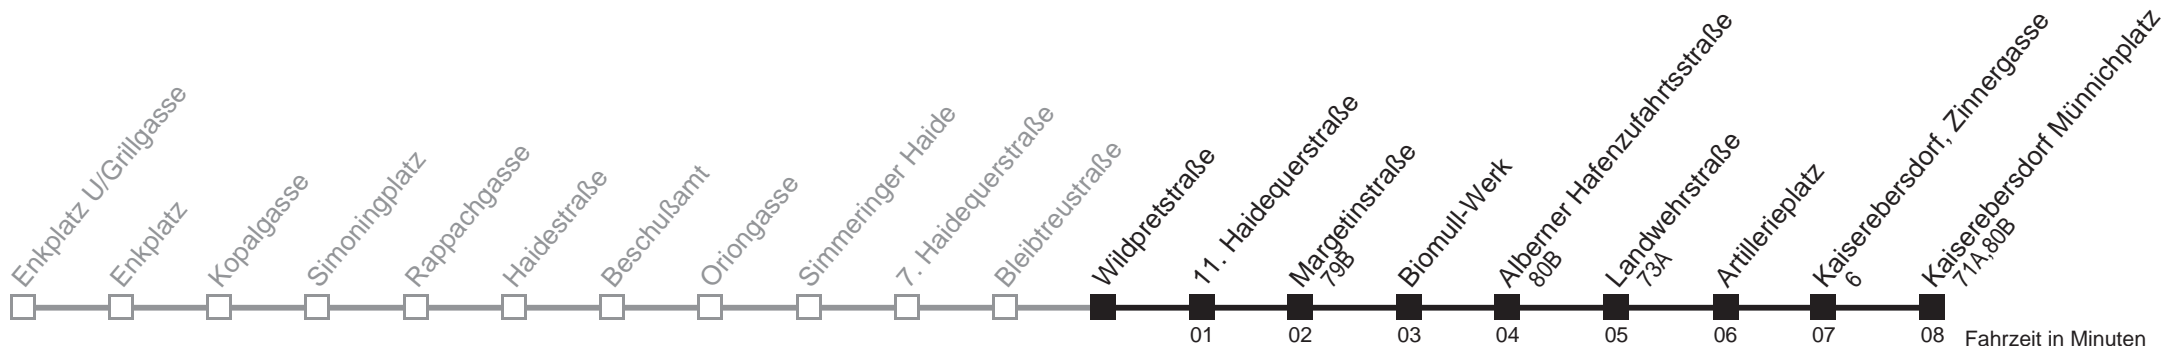 Enkplatz U/Grillgasse
Enkplatz
Kopalgasse
Simoningplatz
Rappachgasse
Haidestraße
Beschußamt
Oriongasse
Simmeringer Haide
7. Haidequerstraße
Bleibtreustraße
Wildpretstraße
11. Haidequerstraße
Margetinstraße
79B
Biomull-Werk
Alberner Hafenzufahrtsstraße
80B
Landwehrstraße
73A
Artillerieplatz
Kaiserebersdorf, Zinnergasse
6
Kaiserebersdorf Münnichplatz
71A,80B
01 02 03 04 05 06 07 08 Fahrzeit in Minuten